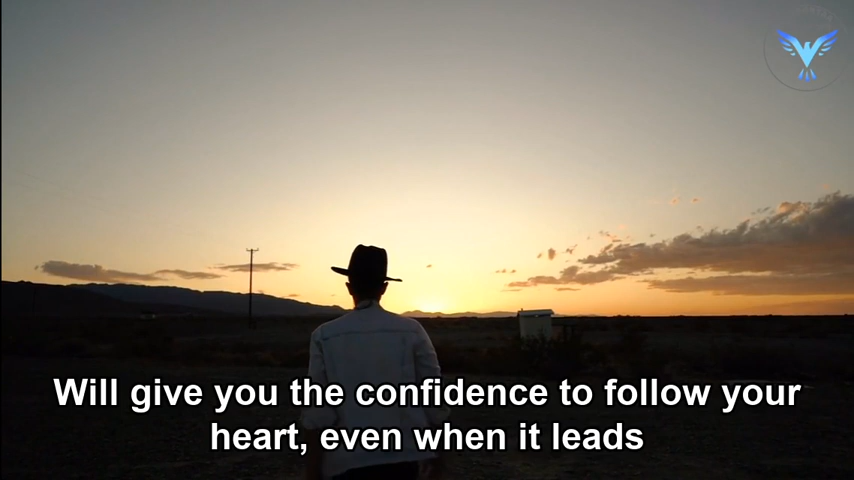 Will give you the confidence to follow your
heart, even when it leads